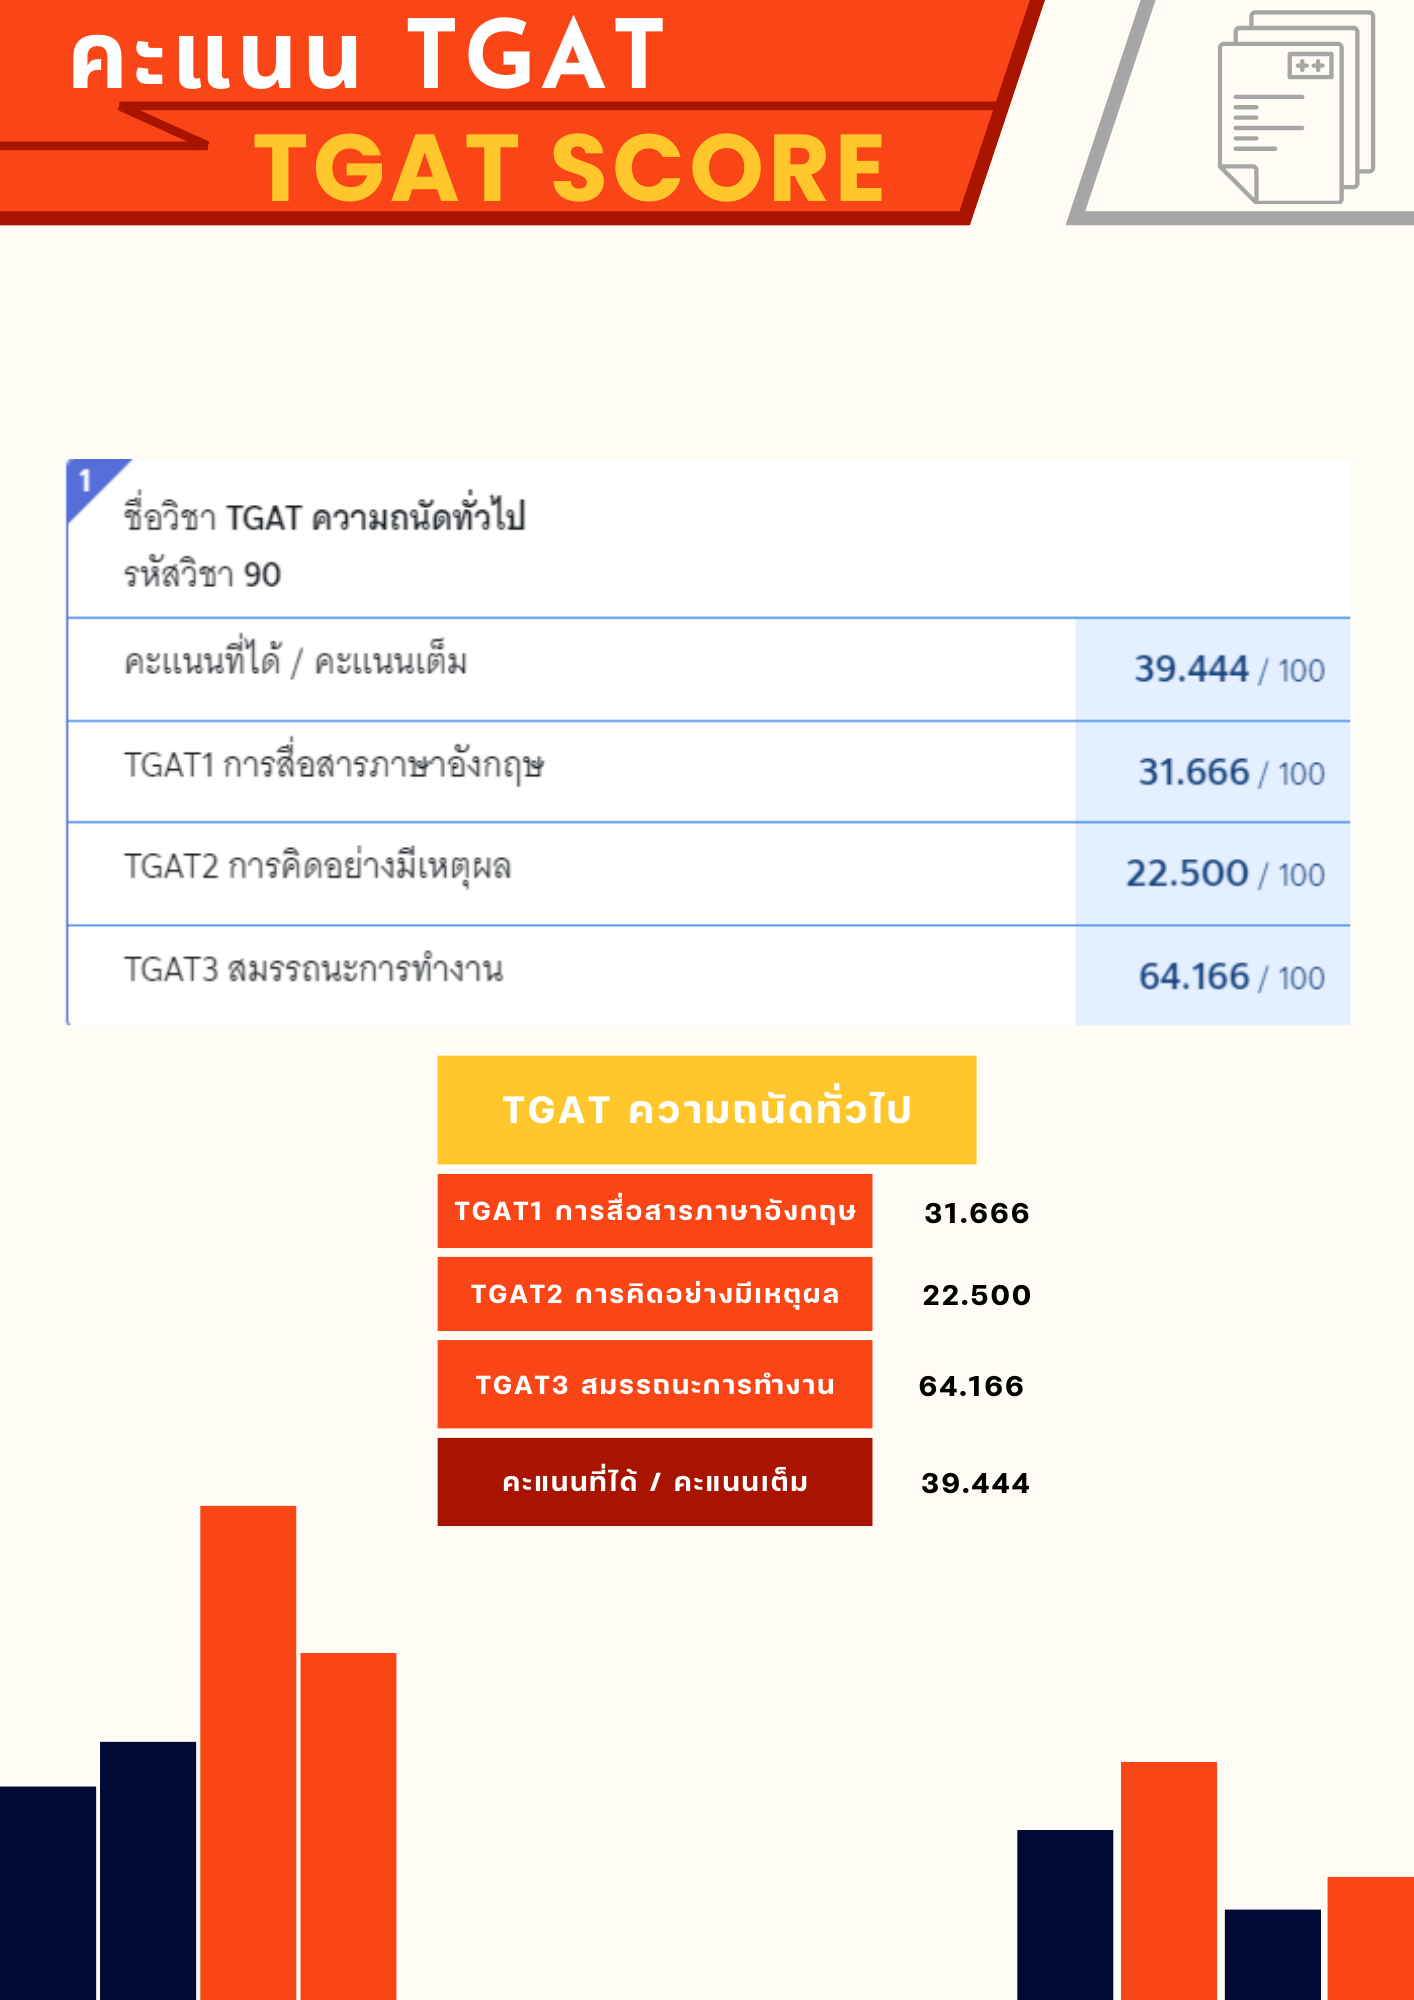 คะแนน TGAT
TGAT SCORE
++
1
ชื่อวิชา TGAT ความถนัดทั่วไป
รหัสวิชา 90
คะแนนที่ได้ / คะแนนเต็ม 39.444 / 100
TGAT1 การสื่อสารภาษาอังกฤษ 31.666 / 100
TGAT2 การคิดอย่างมีเหตุผล 22.500 / 100
TGAT3 สมรรถนะการทำงาน 64.166 / 100
TGAT ความถนัดทั่วไป
TGAT1 การสื่อสารภาษาอังกฤษ 31.666
TGAT2 การคิดอย่างมีเหตุผล 22.500
TGAT3 สมรรถนะการทำงาน 64.166
คะแนนที่ได้ / คะแนนเต็ม 39.444